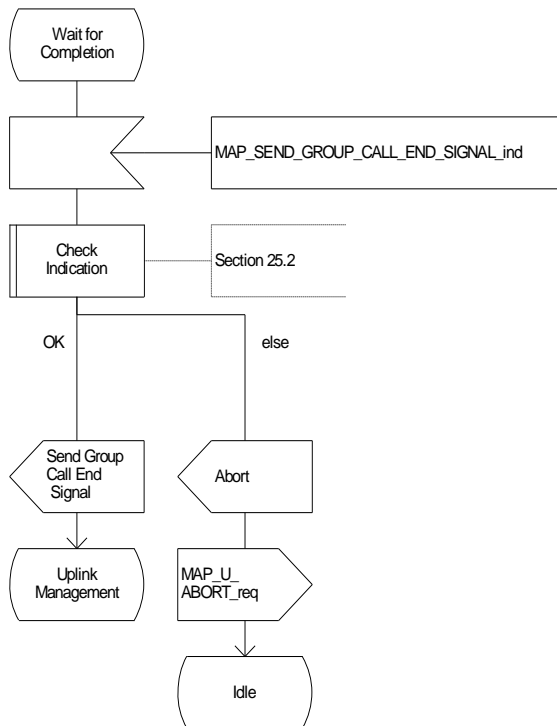 Wait for
Completion
MAP_SEND_GROUP_CALL_END_SIGNAL_ind
Check
Indication
Section 25.2
OK
else
Send Group
Call End
Signal
Abort
Uplink
Management
MAP_U_
ABORT_req
Idle